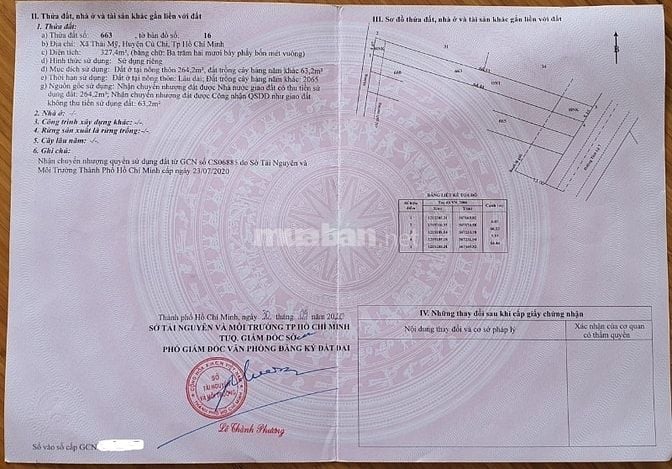 II. Thửa đất, nhà ở và tài sản khác gắn liền với đất
1. Thửa đất:
a) Thửa đất số: 663 , tờ bản đồ số: 16
b) Địa chỉ: Xã Thái Mỹ, Huyện Củ Chi, Tp Hồ Chí Minh
c) Diện tích: 327,4m², (bằng chữ: Ba trăm hai mươi bảy phẩy bốn mét vuông)
d) Hình thức sử dụng: Sử dụng riêng
đ) Mục đích sử dụng: Đất ở tại nông thôn 264,2m², đất trồng cây hàng năm khác 63,2m²
e) Thời hạn sử dụng: Đất ở tại nông thôn: Lâu dài; Đất trồng cây hàng năm khác: 2065
g) Nguồn gốc sử dụng: Nhận chuyển nhượng đất được Nhà nước giao đất có thu tiền
sử dụng đất: 264,2m²; Nhận chuyển nhượng đất được Công nhận QSDĐ như giao đất
không thu tiền sử dụng đất: 63,2m²
2. Nhà ở: -/-
3. Công trình xây dựng khác: -/-
4. Rừng sản xuất là rừng trồng: -/-.
5. Cây lâu năm: -/-
6. Ghi chú:
Nhận chuyển nhượng quyền sử dụng đất từ GCN số CS06885 do Sở Tài Nguyên và
Môi Trường Thành Phố Hồ Chí Minh cấp ngày 23/07/2020
Thành phố Hồ Chí Minh, ngày 30 tháng 09 năm 2020
SỞ TÀI NGUYÊN VÀ MÔI TRƯỜNG TP HỒ CHÍ MINH
TUQ. GIÁM ĐỐC SỞ
PHÓ GIÁM ĐỐC VĂN PHÒNG ĐĂNG KÝ ĐẤT ĐAI
SỞ
TÀI NGUYÊN
VÀ MÔI TRƯỜNG
Lê Thành Phương
Số vào sổ cấp GCN
III. Sơ đồ thửa đất, nhà ở và tài sản khác gắn liền với đất
B
31
34
663
660
BẢNG LIỆT KÊ TỌA ĐỘ
muaban.net
IV. Những thay đổi sau khi cấp giấy chứng nhận
Nội dung thay đổi và cơ sở pháp lý
Xác nhận của cơ quan
có thẩm quyền